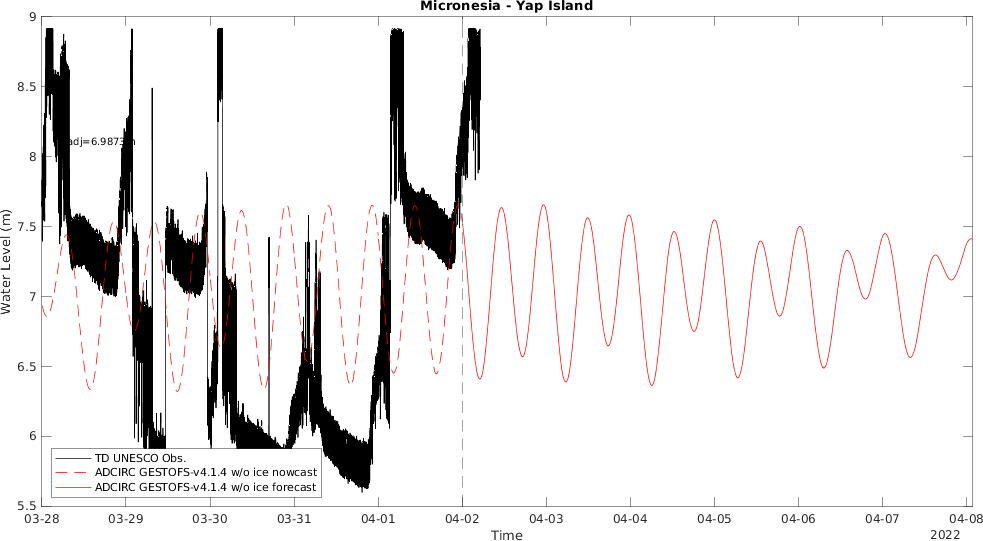 Micronesia - Yap Island
Water Level (m)
9
8.5
8
7.5
7
6.5
6
5.5
adj=6.9873m
TD UNESCO Obs.
ADCIRC GESTOFS-v4.1.4 w/o ice nowcast
ADCIRC GESTOFS-v4.1.4 w/o ice forecast
03-28 03-29 03-30 03-31 04-01 04-02 04-03 04-04 04-05 04-06 04-07 04-08
Time
2022